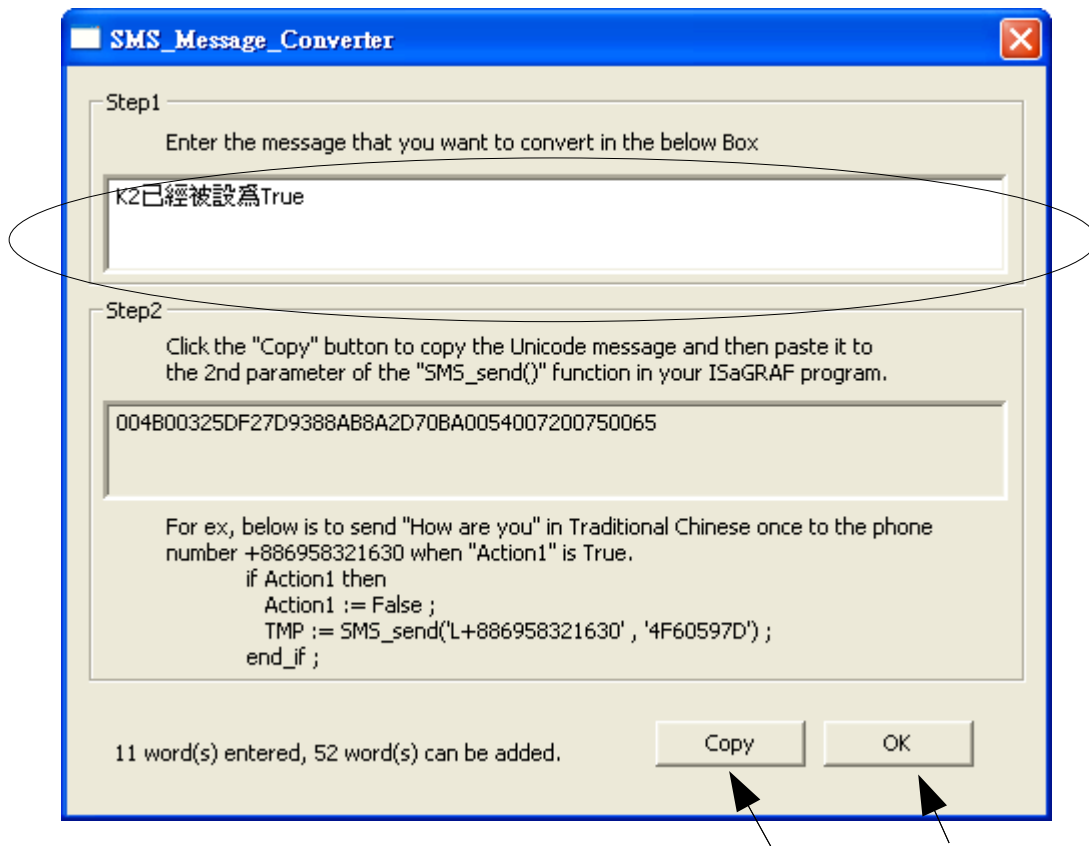 SMS_Message_Converter
Step1
Enter the message that you want to convert in the below Box
K2已經被設為True
Step2
Click the "Copy" button to copy the Unicode message and then paste it to
the 2nd parameter of the "SMS_send()" function in your ISaGRAF program.
004B00325DF27D9388AB8A2D70BA0054007200750065
For ex, below is to send "How are you" in Traditional Chinese once to the phone
number +886958321630 when "Action1" is True.
if Action1 then
Action1 := False ;
TMP := SMS_send('L+886958321630' , '4F60597D') ;
end_if ;
11 word(s) entered, 52 word(s) can be added.
Copy
OK